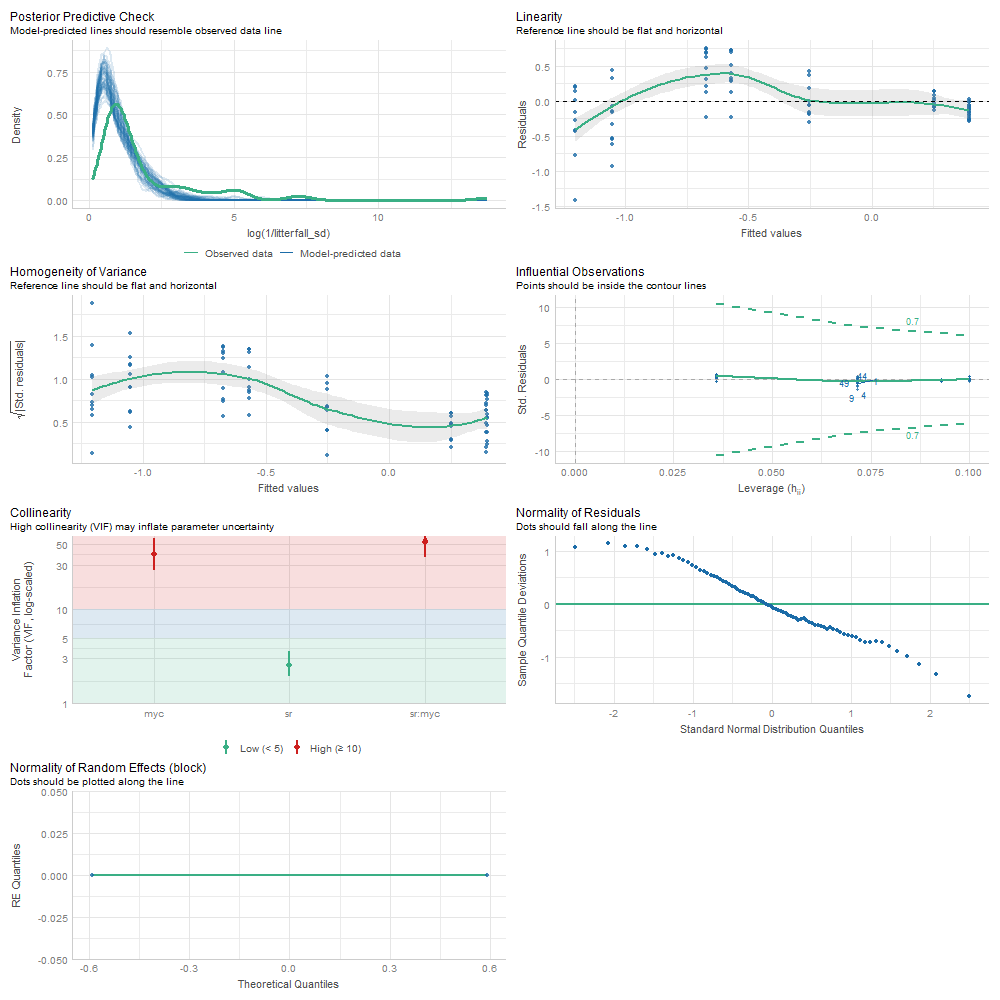 Posterior Predictive Check
Model-predicted lines should resemble observed data line
Density
0.75
0.50
0.25
0.00
0
5
10
log(1/litterfall_sd)
Observed data
Model-predicted data
Linearity
Reference line should be flat and horizontal
Residuals
0.5
0.0
-0.5
-1.0
-1.5
-1.0
-0.5
0.0
Fitted values
Homogeneity of Variance
Reference line should be flat and horizontal
√|Std. residuals|
1.5
1.0
0.5
-1.0
-0.5
0.0
Fitted values
Influential Observations
Points should be inside the contour lines
Std. Residuals
10
5
0
-5
-10
0.7
0.7
44
49
1
9
4
0.000
0.025
0.050
0.075
0.100
Leverage (hii)
Collinearity
High collinearity (VIF) may inflate parameter uncertainty
Variance Inflation
Factor (VIF, log-scaled)
50
30
10
5
3
1
myc
sr
sr:myc
Low (< 5)
High (≥ 10)
Normality of Residuals
Dots should fall along the line
Sample Quantile Deviations
1
0
-1
-2
-1
0
1
2
Standard Normal Distribution Quantiles
Normality of Random Effects (block)
Dots should be plotted along the line
RE Quantiles
0.050
0.025
0.000
-0.025
-0.050
-0.6
-0.3
0.0
0.3
0.6
Theoretical Quantiles